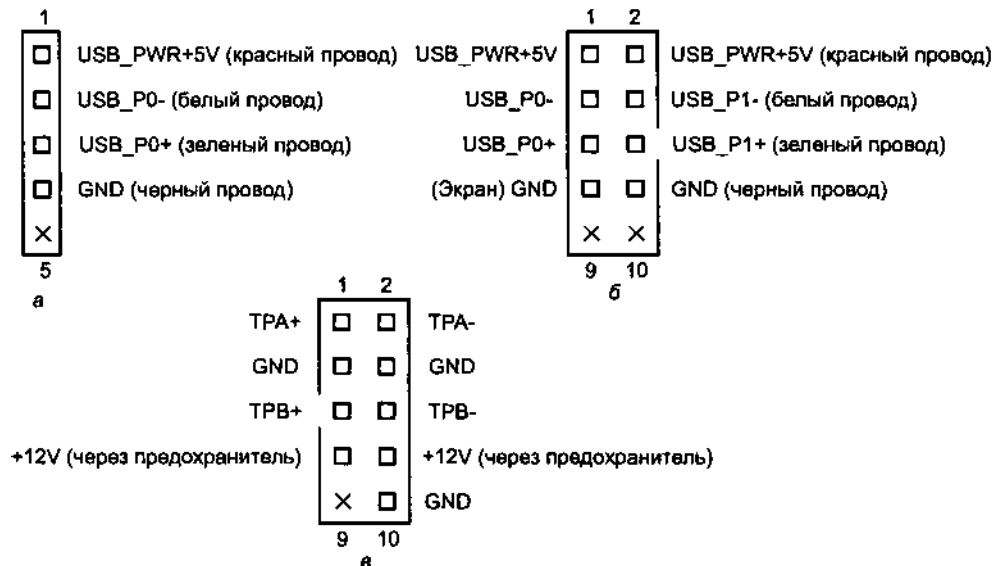 1
USB_PWR+5V (красный провод)
USB_P0- (белый провод)
USB_P0+ (зеленый провод)
GND (черный провод)
5
а
1 2
USB_PWR+5V USB_PWR+5V (красный провод)
USB_P0- USB_P1- (белый провод)
USB_P0+ USB_P1+ (зеленый провод)
(Экран) GND GND (черный провод)
9 10
б
1 2
TPA+ TPA-
GND GND
TPB+ TPB-
+12V (через предохранитель) +12V (через предохранитель)
GND
9 10
в